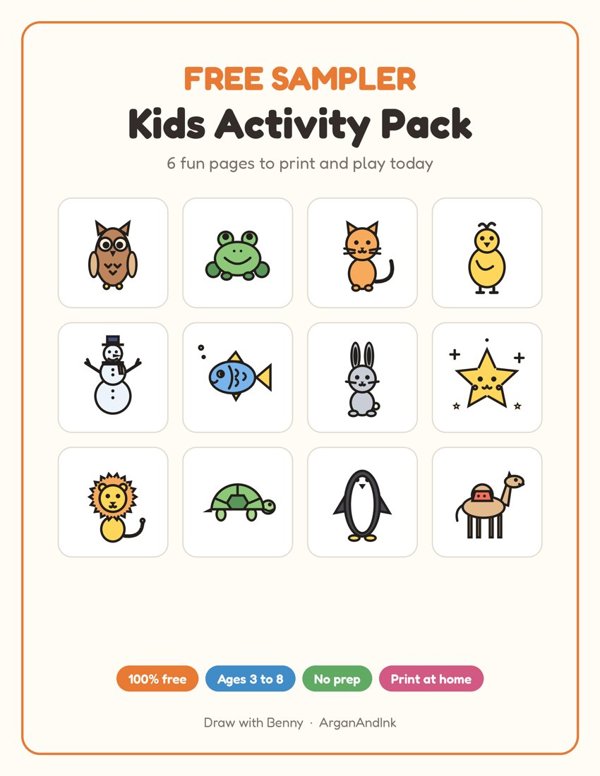 FREE SAMPLER
Kids Activity Pack
6 fun pages to print and play today
100% free
Ages 3 to 8
No prep
Print at home
Draw with Benny · ArganAndInk